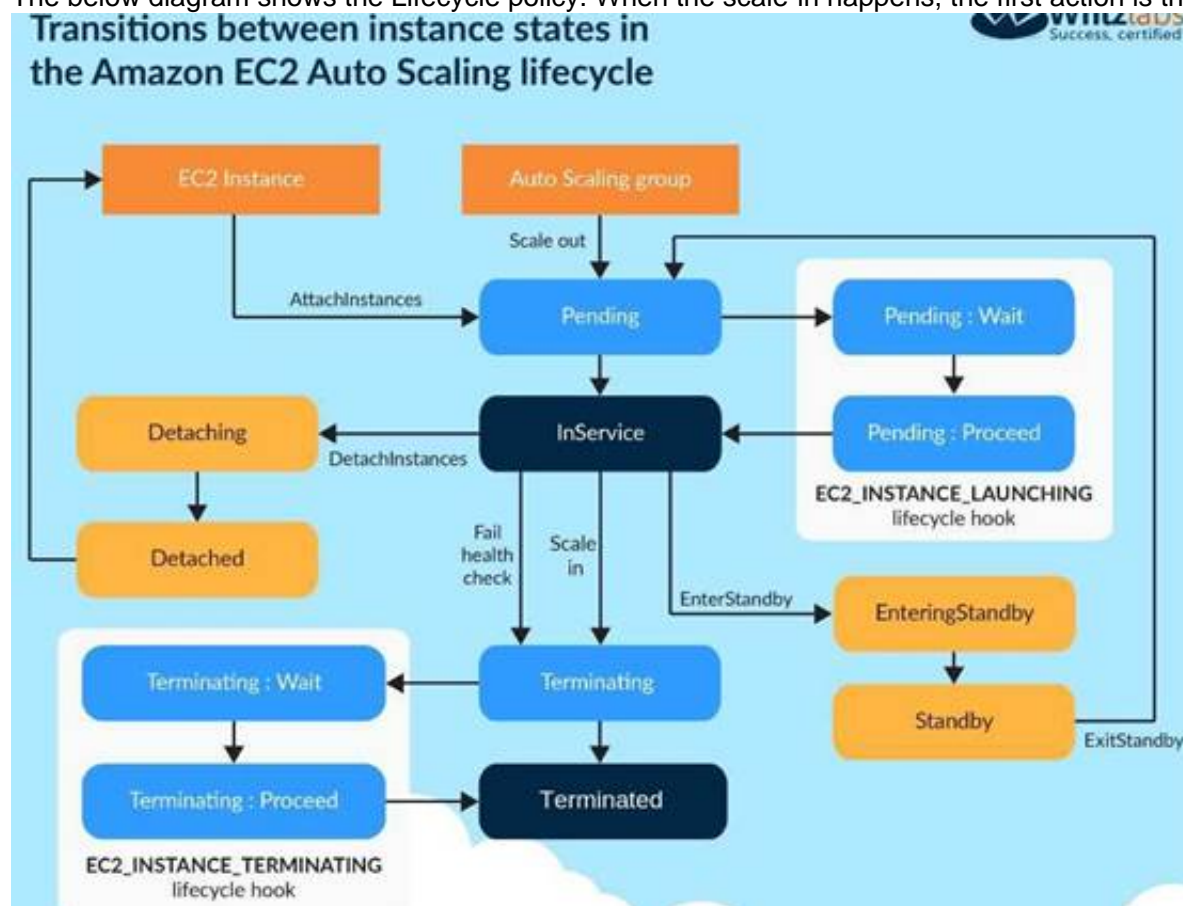 The below diagram shows the Lifecycle policy. When the scale-in happens, the first action is th
Transitions between instance states in
the Amazon EC2 Auto Scaling lifecycle
Whizlabs
Success, certified
EC2 Instance
Auto Scaling group
Scale out
AttachInstances
Pending
Pending : Wait
Detaching
DetachInstances
InService
Pending : Proceed
EC2_INSTANCE_LAUNCHING
lifecycle hook
Detached
Fail
health
check
Scale
in
EnterStandby
EnteringStandby
Terminating : Wait
Terminating
Standby
ExitStandby
Terminating : Proceed
Terminated
EC2_INSTANCE_TERMINATING
lifecycle hook